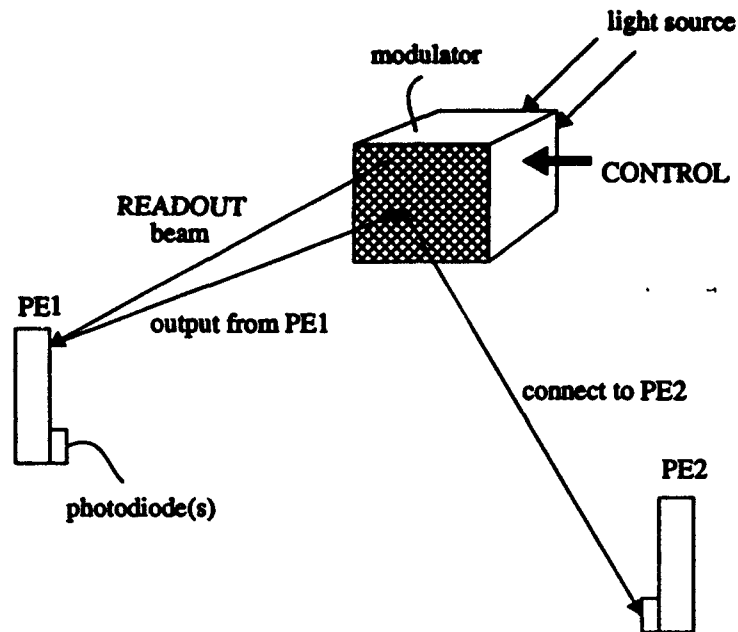 light source
modulator
CONTROL
READOUT
beam
PE1
output from PE1
connect to PE2
PE2
photodiode(s)